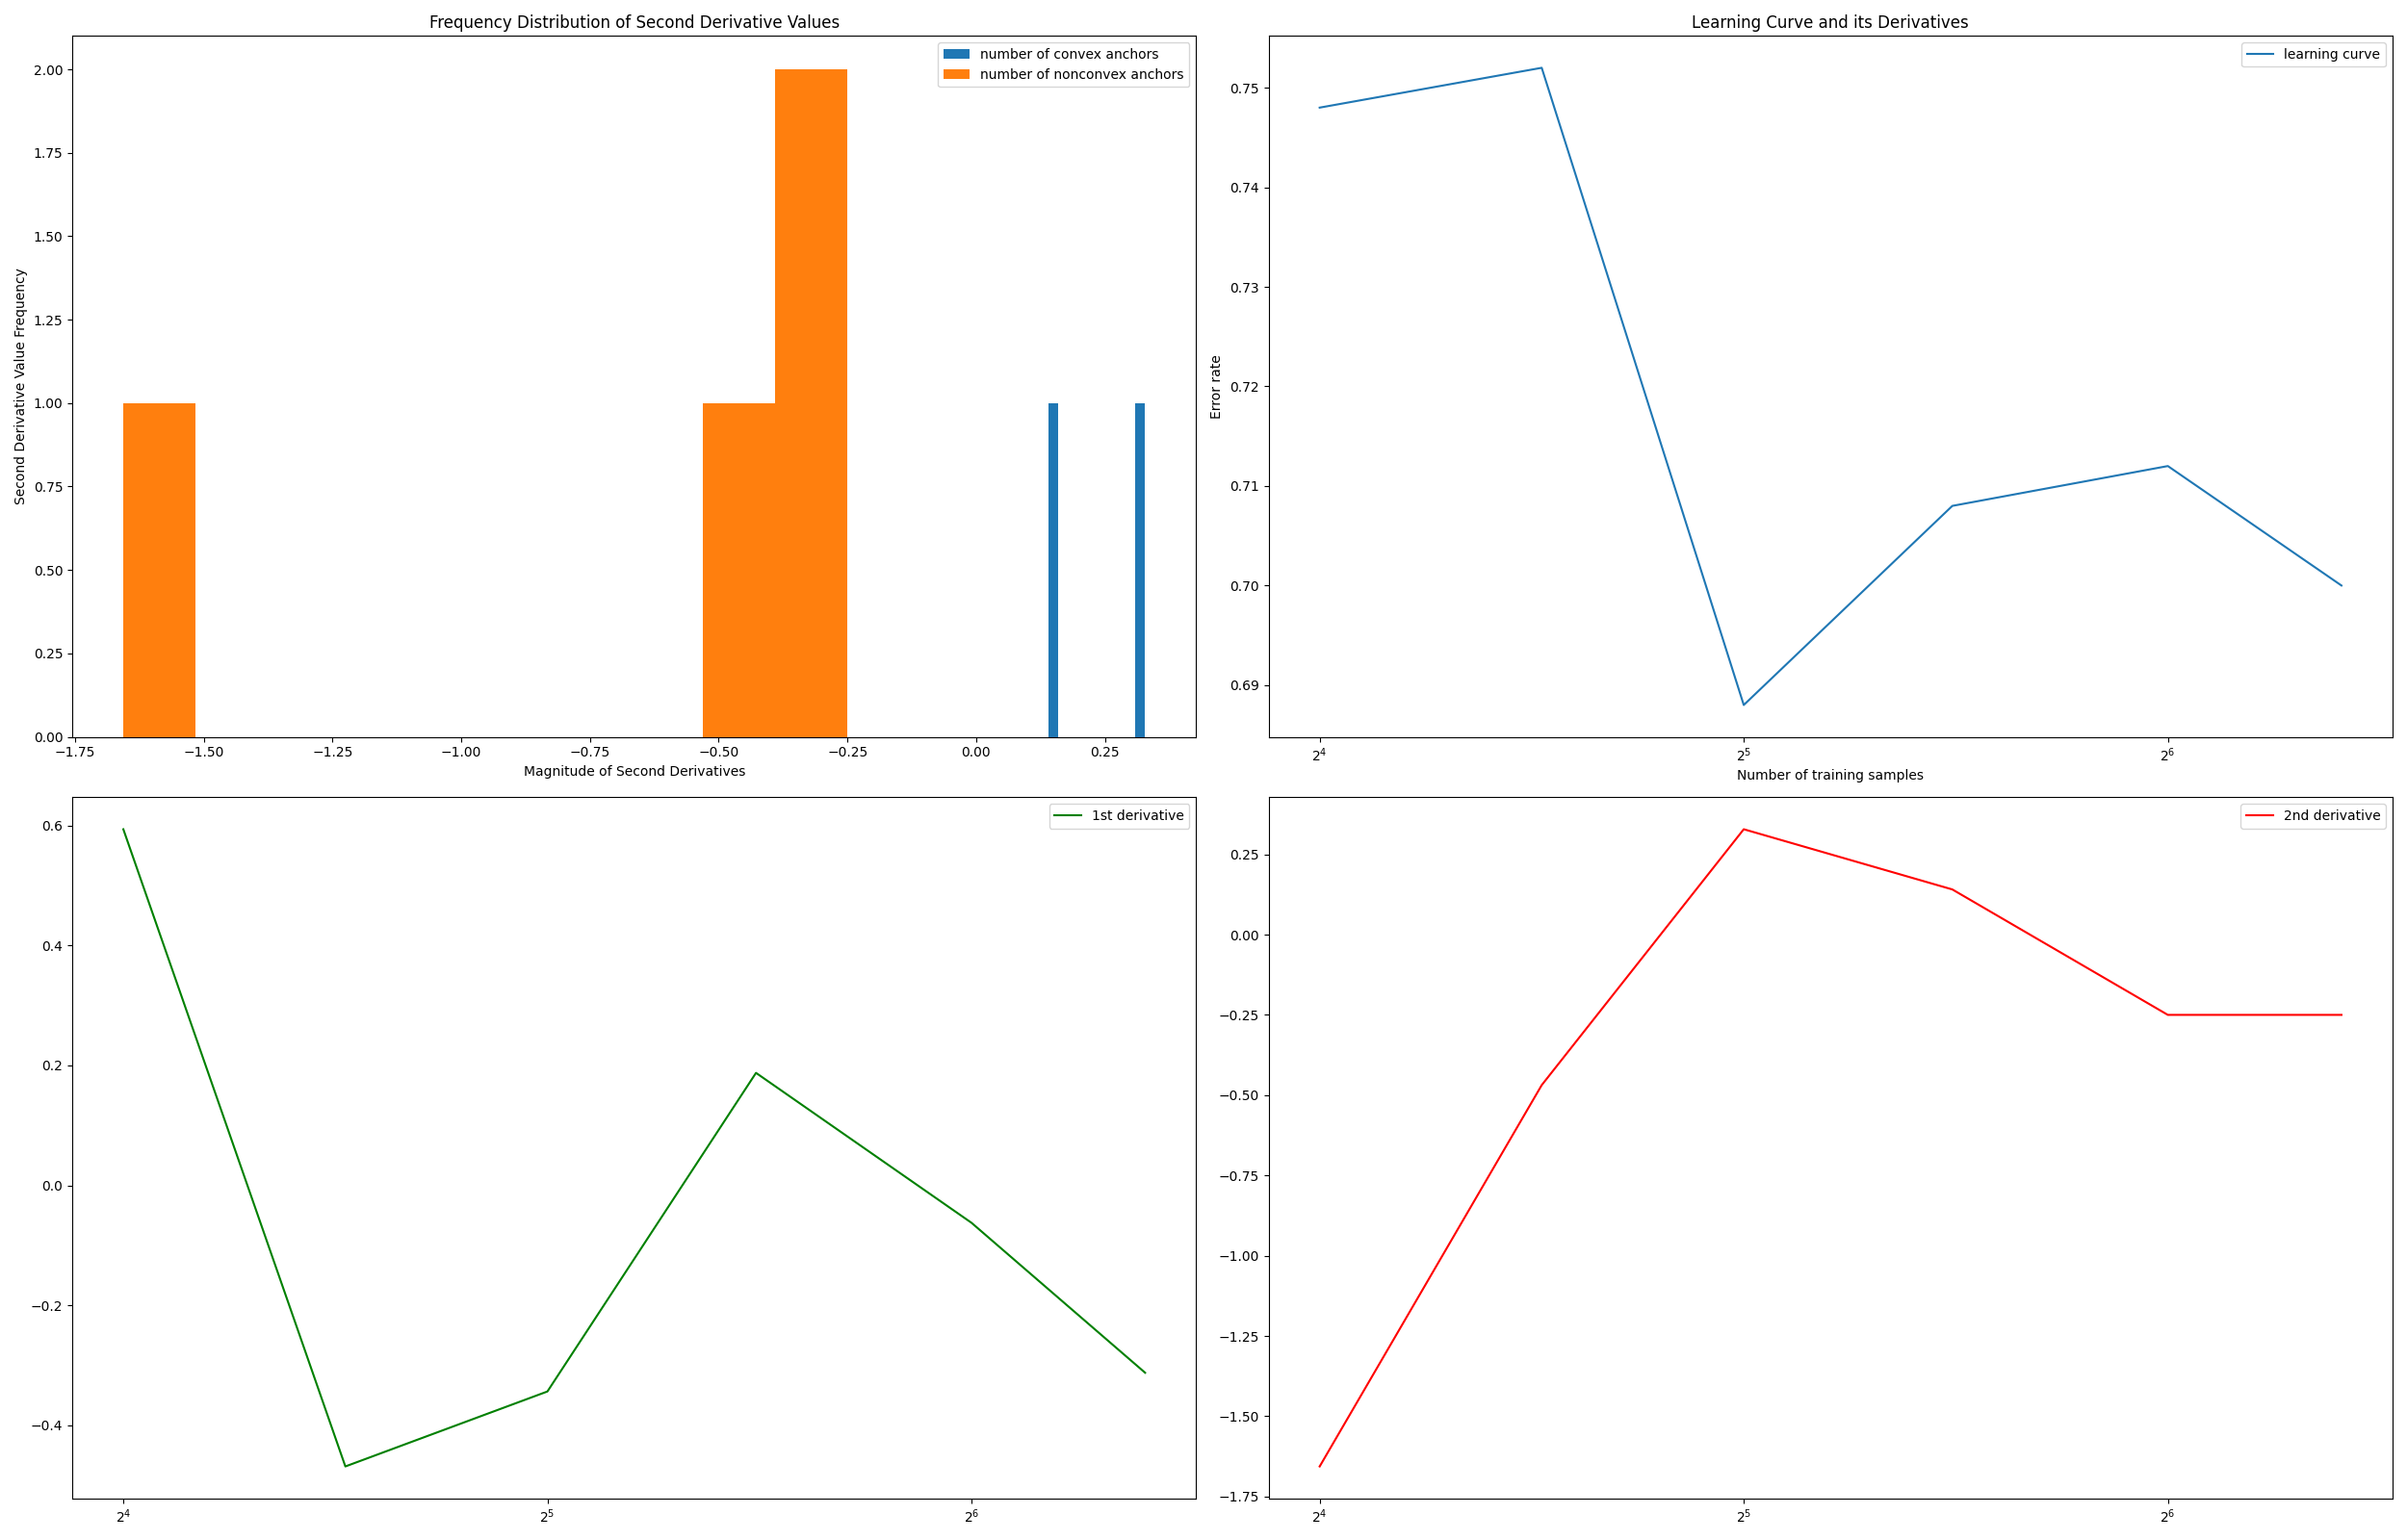 Frequency Distribution of Second Derivative Values
number of convex anchors
number of nonconvex anchors
Second Derivative Value Frequency
2.00
1.75
1.50
1.25
1.00
0.75
0.50
0.25
0.00
−1.75 −1.50 −1.25 −1.00 −0.75 −0.50 −0.25 0.00 0.25
Magnitude of Second Derivatives
Learning Curve and its Derivatives
learning curve
Error rate
0.75
0.74
0.73
0.72
0.71
0.70
0.69
2⁴ 2⁵ 2⁶
Number of training samples
1st derivative
0.6
0.4
0.2
0.0
−0.2
−0.4
2⁴ 2⁵ 2⁶
2nd derivative
0.25
0.00
−0.25
−0.50
−0.75
−1.00
−1.25
−1.50
−1.75
2⁴ 2⁵ 2⁶